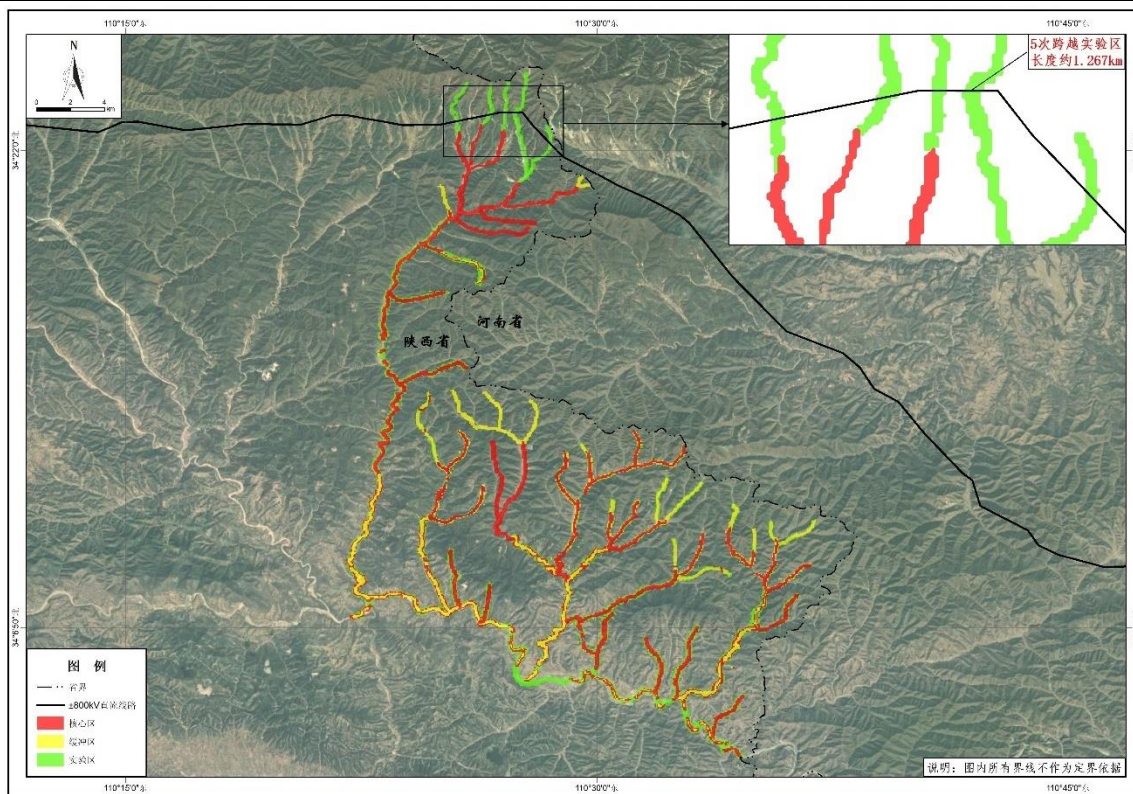 110°15'0"东
110°30'0"东
110°45'0"东
N
0 2 4
km
5次跨越实验区
长度约1.267km
34°22'0"北
34°22'0"北
陕西省
河南省
图 例
省界
±800kV直流线路
核心区
缓冲区
实验区
说明：图内所有界线不作为定界依据
110°15'0"东
110°30'0"东
110°45'0"东